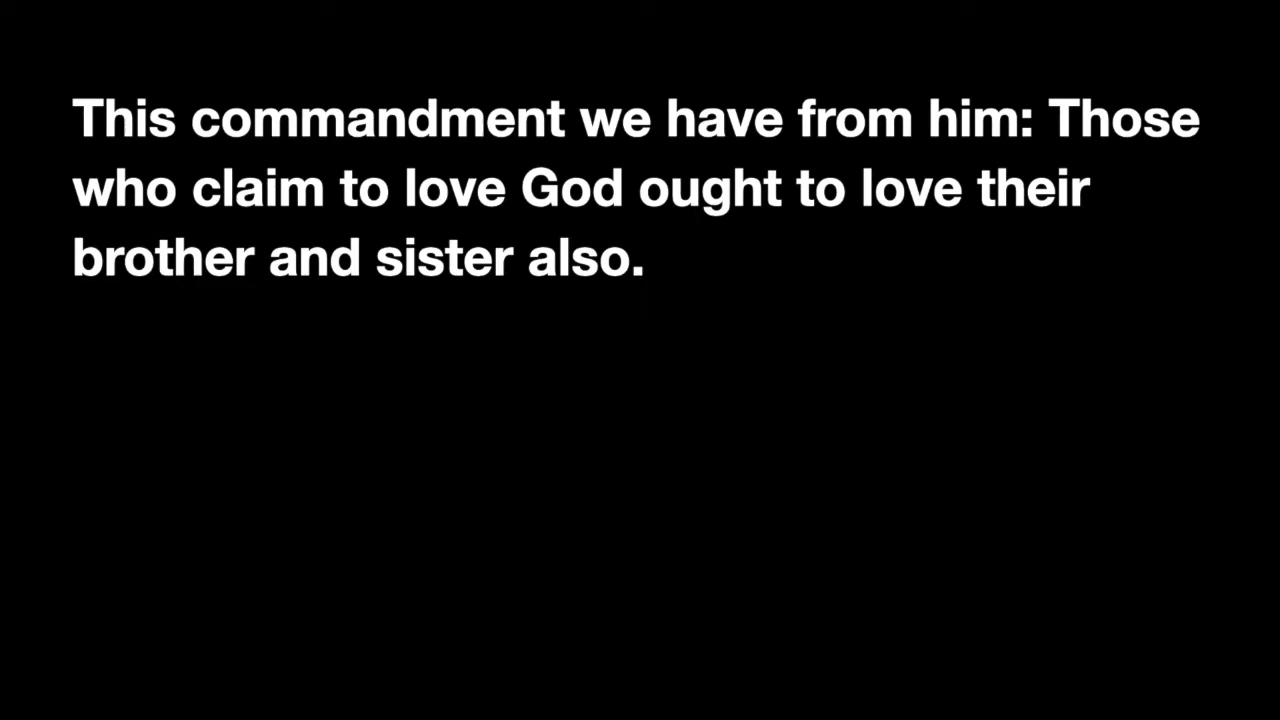 This commandment we have from him: Those
who claim to love God ought to love their
brother and sister also.